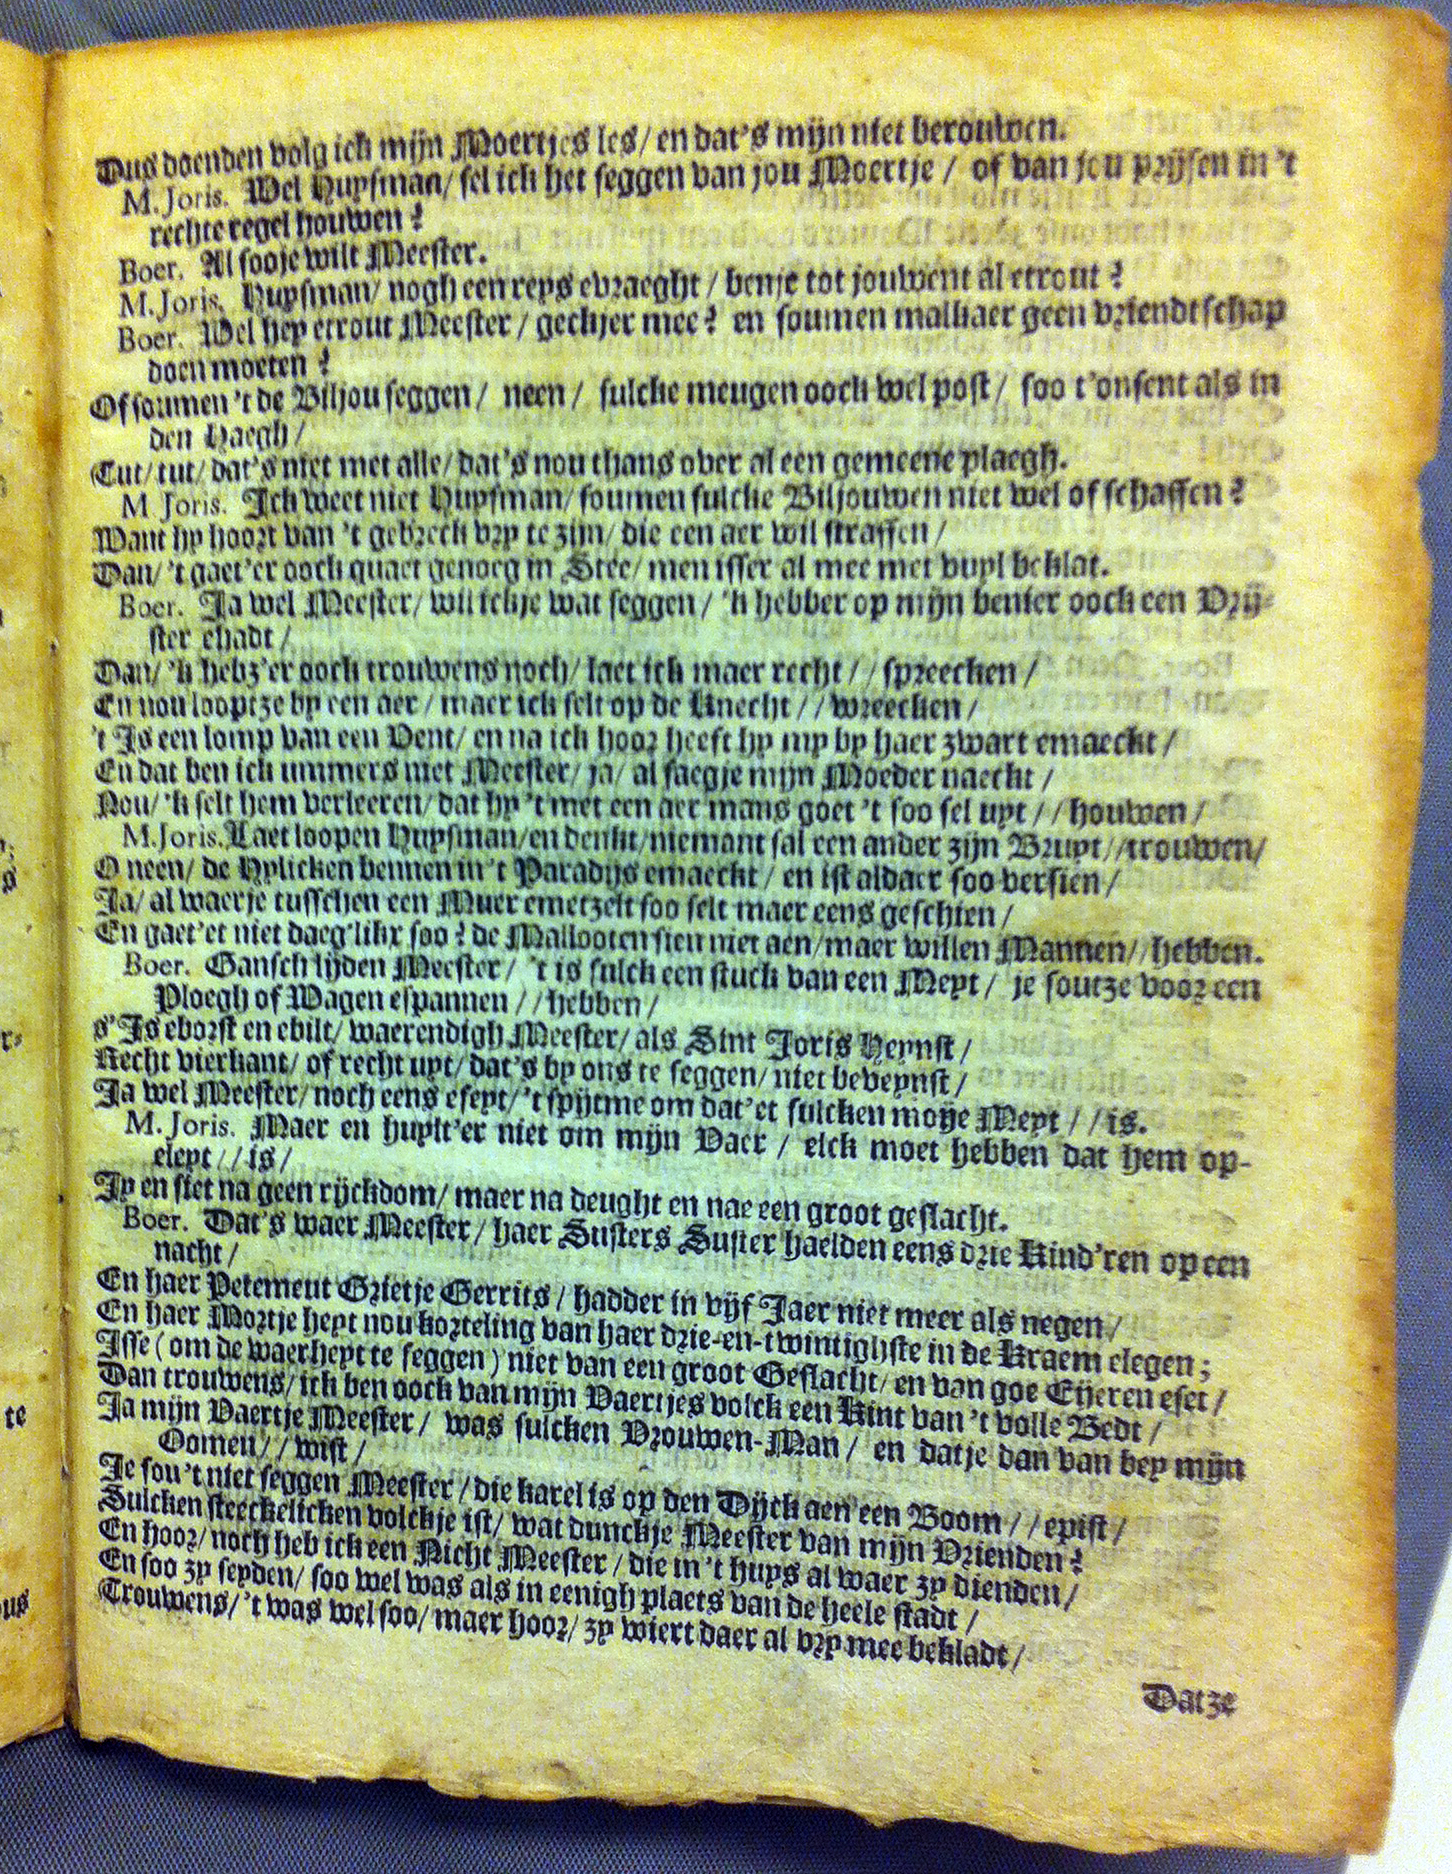 Dus doenden volg ick mijn Moertjes les/ en dat's mijn niet berouwen.
M. Joris. Wel Huysman/ sel ick het seggen van jou Moertje / of van jou prijsen in 't
rechte regel houwen?
Boer. Al sooje wilt Meester.
M. Joris. Huysman/ nogh een reys evraeght / benje tot jouwent al etrout?
Boer. Wel hey etrout Meester / geckjer mee? en soumen malkaer geen vriendtschap
doen moeten?
Of soumen 't de Biljou seggen / neen / sulcke meugen oock wel post / soo t'onsent als in
den Haegh /
Tut/ tut/ dat's niet met alle/ dat's nou thans over al een gemeene plaegh.
M Joris. Ick weet niet Huysman/ soumen sulcke Biljouwen niet wel of schaffen?
Want hy hoort van 't gebreck vry te zijn/ die een aer wil straffen /
Dan/ 't gaet'er oock quaet genoeg in Stee/ men isser al mee met vuyl beklat.
Boer. Ja wel Meester/ wil ickje wat seggen / 'k hebber op mijn benier oock een Vrij-
ster ehadt /
Dan/ 'k hebz'er oock trouwens noch/ laet ick maer recht // spreecken /
En nou looptze by een aer / maer ick selt op de Knecht // wreecken /
't Is een lomp van een Vent/ en na ick hoor heeft hy my by haer zwart emaeckt /
En dat ben ick ummers niet Meester/ ja/ al saegje mijn Moeder naeckt /
Nou/ 'k selt hem verleeren/ dat hy 't met een aer mans goet 't soo sel uyt // houwen /
M. Joris. Laet loopen Huysman/ en denkt/ niemant sal een ander zijn Bruyt // trouwen/
O neen/ de Hylicken bennen in 't Paradijs emaeckt / en ist aldaer soo versien /
Ja/ al waerje tusschen een Muer emetzelt soo selt maer eens geschien /
En gaet'et niet daeg'likx soo? de Mallooten sien niet aen/ maer willen Mannen // hebben.
Boer. Gansch lijden Meester / 't is sulck een stuck van een Meyt / je soutze voor een
Ploegh of Wagen espannen // hebben /
s' Is eborst en ebilt/ waerendigh Meester/ als Sint Joris Heynst /
Recht vierkant/ of recht uyt/ dat's by ons te seggen/ niet beveynst /
Ja wel Meester/ noch eens eseyt/ 't spijtme om dat'et sulcken moye Meyt // is.
M. Joris. Maer en huylt'er niet om mijn Vaer / elck moet hebben dat hem op-
eleyt // is /
Jy en siet na geen rijckdom/ maer na deught en nae een groot geslacht.
Boer. Dat's waer Meester / haer Susters Suster haelden eens drie Kind'ren op een
nacht /
En haer Petemeut Grietje Gerrits / hadder in vijf Jaer niet meer als negen /
En haer Mortje heyt nou korteling van haer drie-en-twintighste in de Kraem elegen;
Isse (om de waerheyt te seggen) niet van een groot Geslacht/ en van goe Eyeren eset /
Dan trouwens/ ick ben oock van mijn Vaertjes volck een Kint van 't volle Bedt /
Ja mijn Vaertje Meester / was sulcken Vrouwen-Man / en datje dan van bey mijn
Oomen // wist /
Je sou 't niet seggen Meester / die karel is op den Dijck aen een Boom // epist /
Sulcken steeckelicken volckje ist/ wat dunckje Meester van mijn Vrienden?
En hoor/ noch heb ick een Nicht Meester / die in 't huys al waer zy dienden /
En soo zy seyden/ soo wel was als in eenigh plaets van de heele stadt /
Trouwens/ 't was wel soo/ maer hoor/ zy wiert daer al vry mee bekladt /
Datze